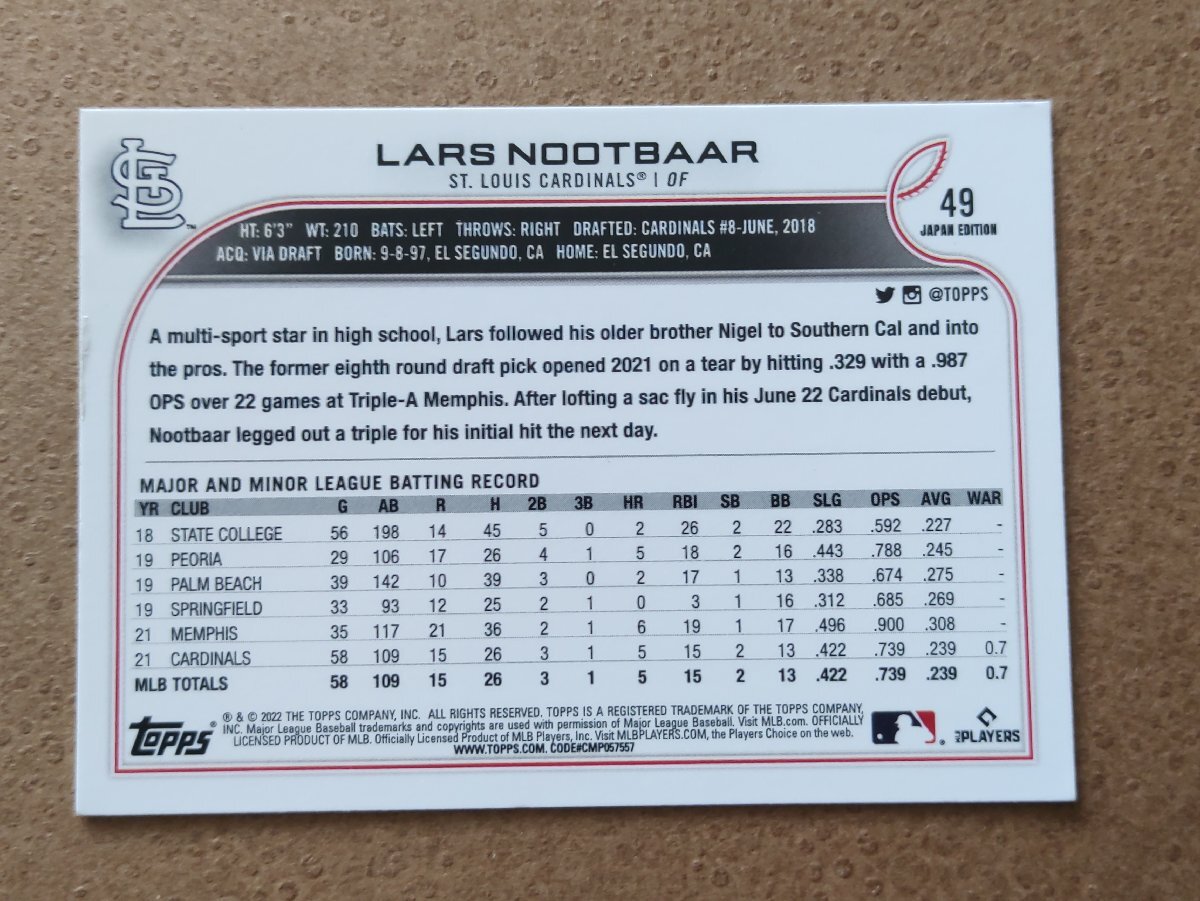 STL
™
LARS NOOTBAAR
ST. LOUIS CARDINALS® | OF
49
JAPAN EDITION
HT: 6'3" WT: 210 BATS: LEFT THROWS: RIGHT DRAFTED: CARDINALS #8-JUNE, 2018
ACQ: VIA DRAFT BORN: 9-8-97, EL SEGUNDO, CA HOME: EL SEGUNDO, CA
@TOPPS
A multi-sport star in high school, Lars followed his older brother Nigel to Southern Cal and into
the pros. The former eighth round draft pick opened 2021 on a tear by hitting .329 with a .987
OPS over 22 games at Triple-A Memphis. After lofting a sac fly in his June 22 Cardinals debut,
Nootbaar legged out a triple for his initial hit the next day.
MAJOR AND MINOR LEAGUE BATTING RECORD
YR CLUB G AB R H 2B 3B HR RBI SB BB SLG OPS AVG WAR
18 STATE COLLEGE 56 198 14 45 5 0 2 26 2 22 .283 .592 .227 -
19 PEORIA 29 106 17 26 4 1 5 18 2 16 .443 .788 .245 -
19 PALM BEACH 39 142 10 39 3 0 2 17 1 13 .338 .674 .275 -
19 SPRINGFIELD 33 93 12 25 2 1 0 3 1 16 .312 .685 .269 -
21 MEMPHIS 35 117 21 36 2 1 6 19 1 17 .496 .900 .308 -
21 CARDINALS 58 109 15 26 3 1 5 15 2 13 .422 .739 .239 0.7
MLB TOTALS 58 109 15 26 3 1 5 15 2 13 .422 .739 .239 0.7
Topps®
® & © 2022 THE TOPPS COMPANY, INC. ALL RIGHTS RESERVED. TOPPS IS A REGISTERED TRADEMARK OF THE TOPPS COMPANY,
INC. Major League Baseball trademarks and copyrights are used with permission of Major League Baseball. Visit MLB.com. OFFICIALLY
LICENSED PRODUCT OF MLB. Officially Licensed Product of MLB Players, Inc. Visit MLBPLAYERS.COM, the Players Choice on the web.
WWW.TOPPS.COM. CODE#CMP057557
®
MLB PLAYERS